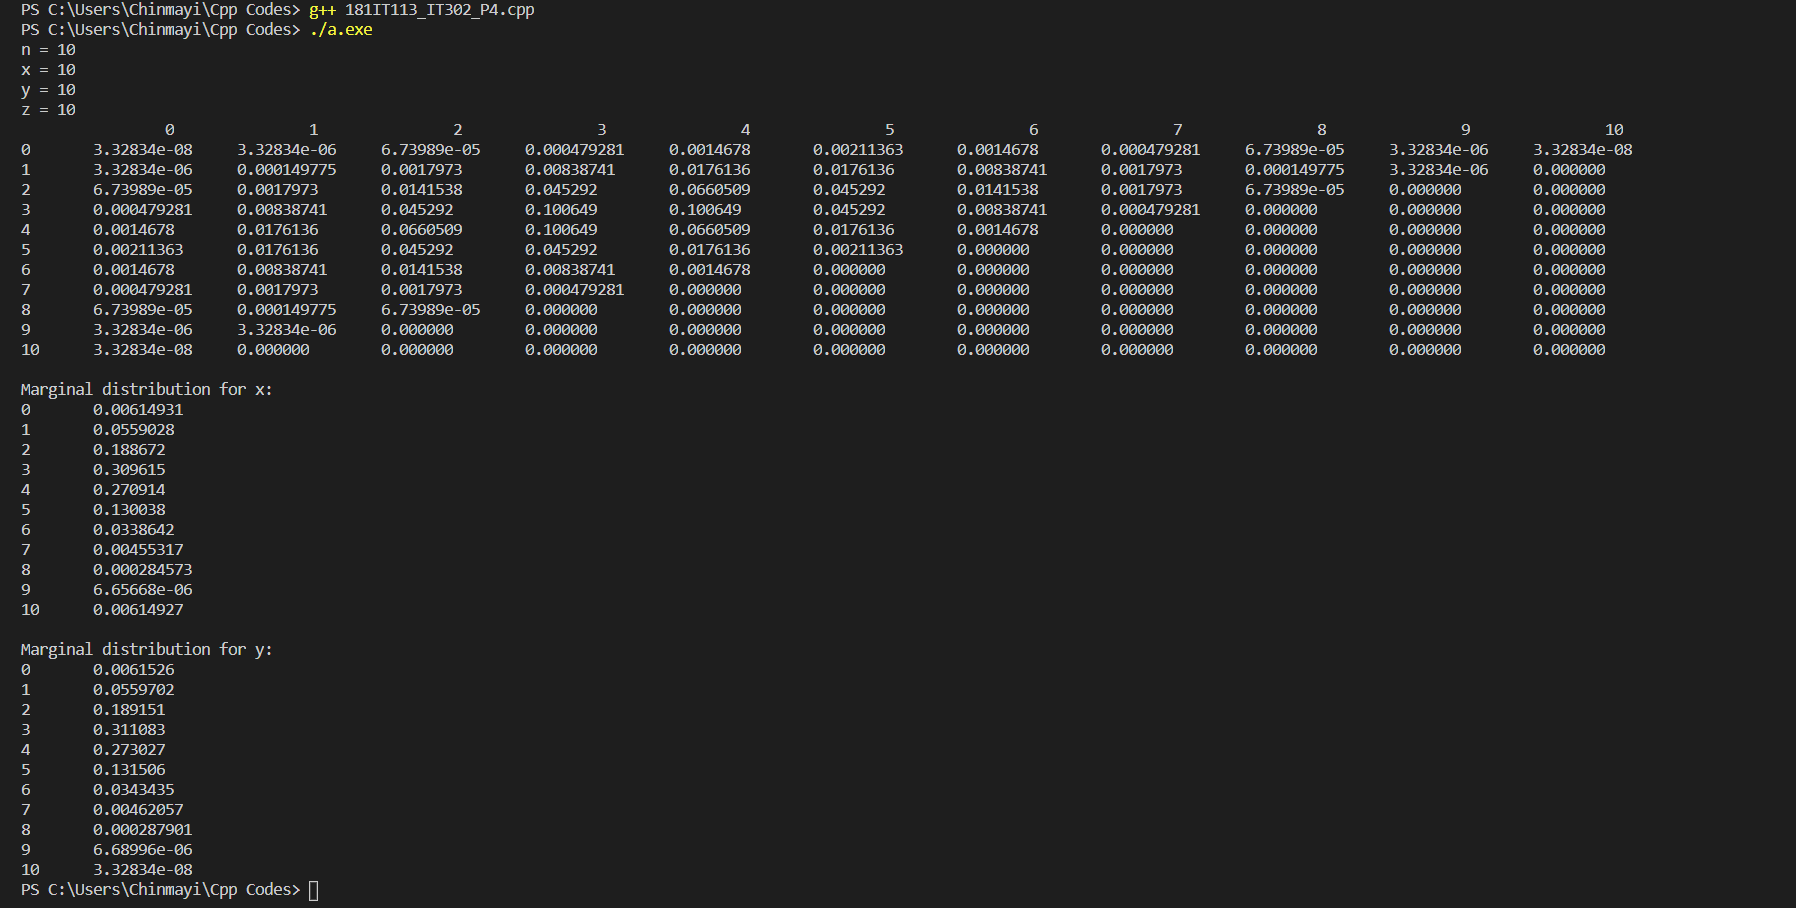 PS C:\Users\Chinmayi\Cpp Codes> g++ 181IT113_IT302_P4.cpp
PS C:\Users\Chinmayi\Cpp Codes> ./a.exe
n = 10
x = 10
y = 10
z = 10
0 1 2 3 4 5 6 7 8 9 10
0 3.32834e-08 3.32834e-06 6.73989e-05 0.000479281 0.0014678 0.00211363 0.0014678 0.000479281 6.73989e-05 3.32834e-06 3.32834e-08
1 3.32834e-06 0.000149775 0.0017973 0.00838741 0.0176136 0.0176136 0.00838741 0.0017973 0.000149775 3.32834e-06 0.000000
2 6.73989e-05 0.0017973 0.0141538 0.045292 0.0660509 0.045292 0.0141538 0.0017973 6.73989e-05 0.000000 0.000000
3 0.000479281 0.00838741 0.045292 0.100649 0.100649 0.045292 0.00838741 0.000479281 0.000000 0.000000 0.000000
4 0.0014678 0.0176136 0.0660509 0.100649 0.0660509 0.0176136 0.0014678 0.000000 0.000000 0.000000 0.000000
5 0.00211363 0.0176136 0.045292 0.045292 0.0176136 0.00211363 0.000000 0.000000 0.000000 0.000000 0.000000
6 0.0014678 0.00838741 0.0141538 0.00838741 0.0014678 0.000000 0.000000 0.000000 0.000000 0.000000 0.000000
7 0.000479281 0.0017973 0.0017973 0.000479281 0.000000 0.000000 0.000000 0.000000 0.000000 0.000000 0.000000
8 6.73989e-05 0.000149775 6.73989e-05 0.000000 0.000000 0.000000 0.000000 0.000000 0.000000 0.000000 0.000000
9 3.32834e-06 3.32834e-06 0.000000 0.000000 0.000000 0.000000 0.000000 0.000000 0.000000 0.000000 0.000000
10 3.32834e-08 0.000000 0.000000 0.000000 0.000000 0.000000 0.000000 0.000000 0.000000 0.000000 0.000000
Marginal distribution for x:
0 0.00614931
1 0.0559028
2 0.188672
3 0.309615
4 0.270914
5 0.130038
6 0.0338642
7 0.00455317
8 0.000284573
9 6.65668e-06
10 0.00614927
Marginal distribution for y:
0 0.0061526
1 0.0559702
2 0.189151
3 0.311083
4 0.273027
5 0.131506
6 0.0343435
7 0.00462057
8 0.000287901
9 6.68996e-06
10 3.32834e-08
PS C:\Users\Chinmayi\Cpp Codes>